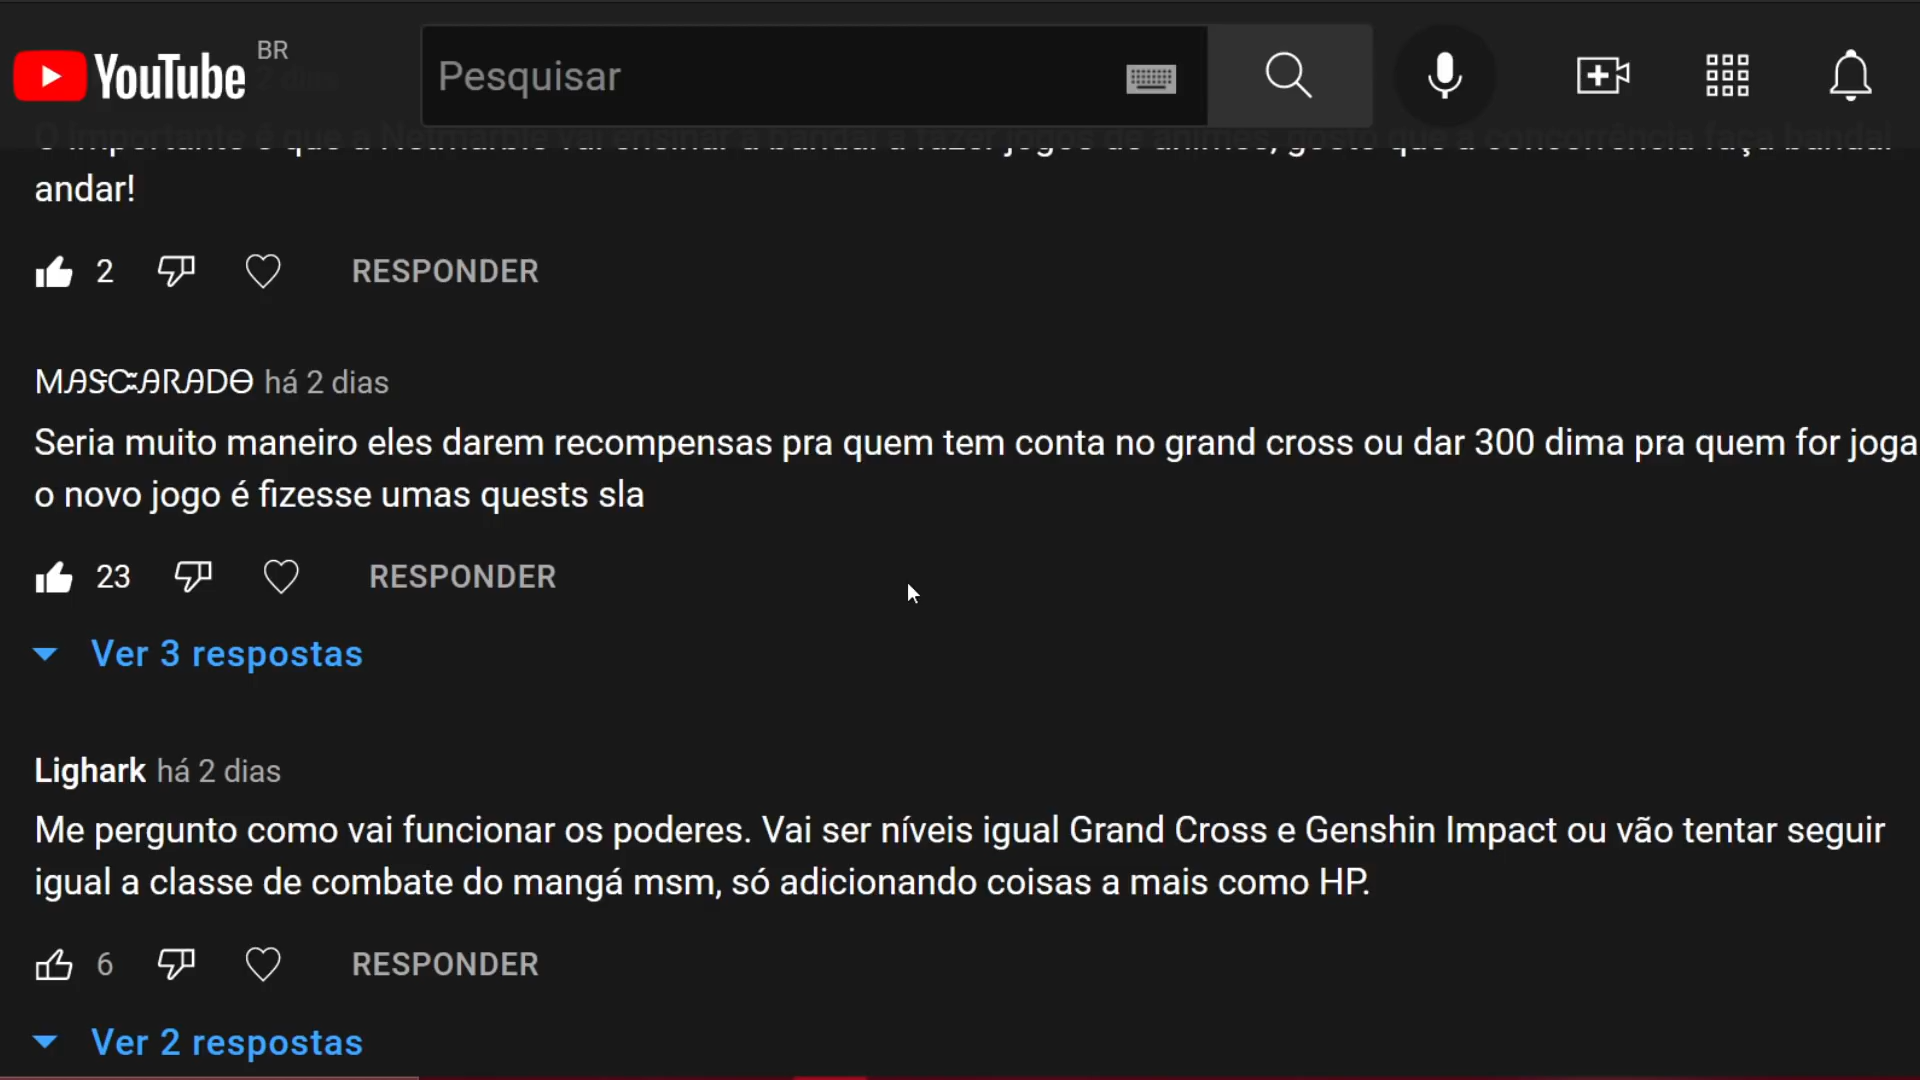 YouTube BR
Pesquisar
O importante é que a Netmarble vai ensinar a bandai a fazer jogos de animes, gosto que a concorrência faça bandai
andar!
2 RESPONDER
MASCARADO há 2 dias
Seria muito maneiro eles darem recompensas pra quem tem conta no grand cross ou dar 300 dima pra quem for joga
o novo jogo é fizesse umas quests sla
23 RESPONDER
Ver 3 respostas
Lighark há 2 dias
Me pergunto como vai funcionar os poderes. Vai ser níveis igual Grand Cross e Genshin Impact ou vão tentar seguir
igual a classe de combate do mangá msm, só adicionando coisas a mais como HP.
6 RESPONDER
Ver 2 respostas